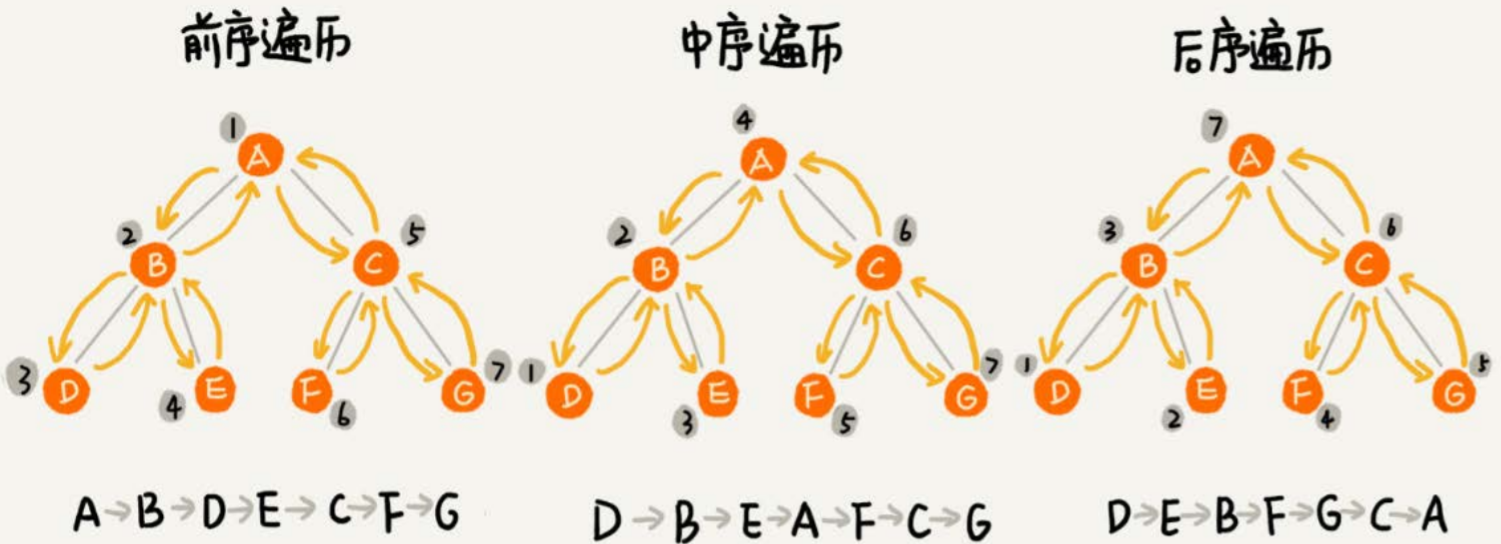 前序遍历 中序遍历 后序遍历
1 4 7
A A A
2 5 2 6 3 6
B C B C B C
3 D 4 E F 6 G 7 1 D 3 E F 5 G 7 1 D 2 E F 4 G 5
A→B→D→E→C→F→G D→B→E→A→F→C→G D→E→B→F→G→C→A